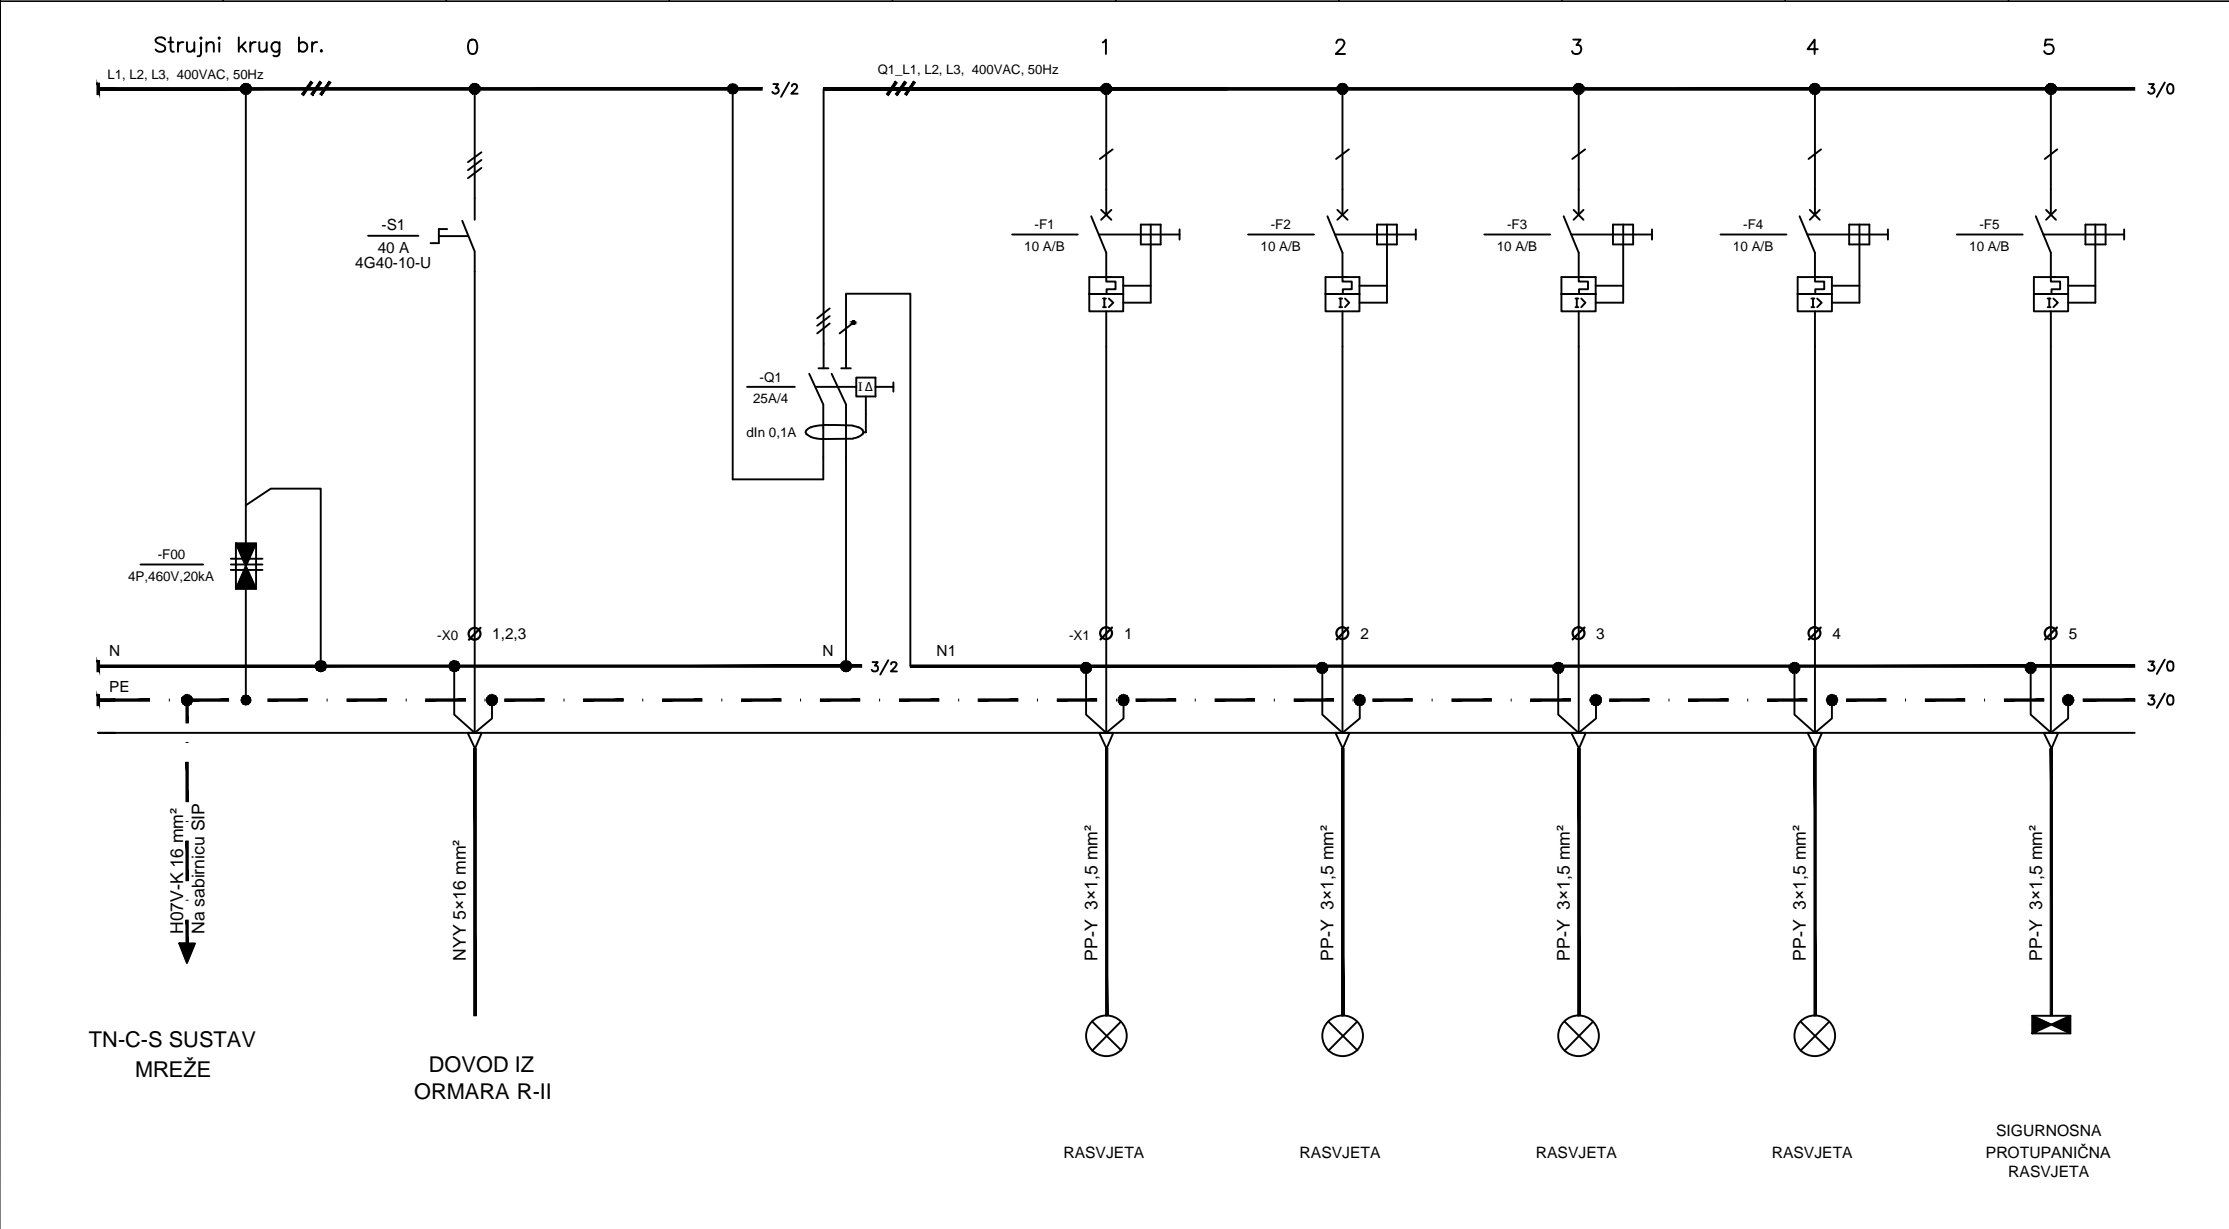 Strujni krug br.
0
1
2
3
4
5
L1, L2, L3, 400VAC, 50Hz
3/2
Q1_L1, L2, L3, 400VAC, 50Hz
3/0
-S1
40 A
4G40-10-U
-F1
10 A/B
I>
-F2
10 A/B
I>
-F3
10 A/B
I>
-F4
10 A/B
I>
-F5
10 A/B
I>
-Q1
25A/4
I Δ
dIn 0,1A
-F00
4P,460V,20kA
-X0
1,2,3
-X1
1
2
3
4
5
N
N
3/2
N1
3/0
PE
3/0
H07V-K 16 mm²
Na sabirnicu SIP
NYY 5×16 mm²
PP-Y 3×1,5 mm²
PP-Y 3×1,5 mm²
PP-Y 3×1,5 mm²
PP-Y 3×1,5 mm²
PP-Y 3×1,5 mm²
TN-C-S SUSTAV
MREŽE
DOVOD IZ
ORMARA R-II
RASVJETA
RASVJETA
RASVJETA
RASVJETA
SIGURNOSNA
PROTUPANIČNA
RASVJETA